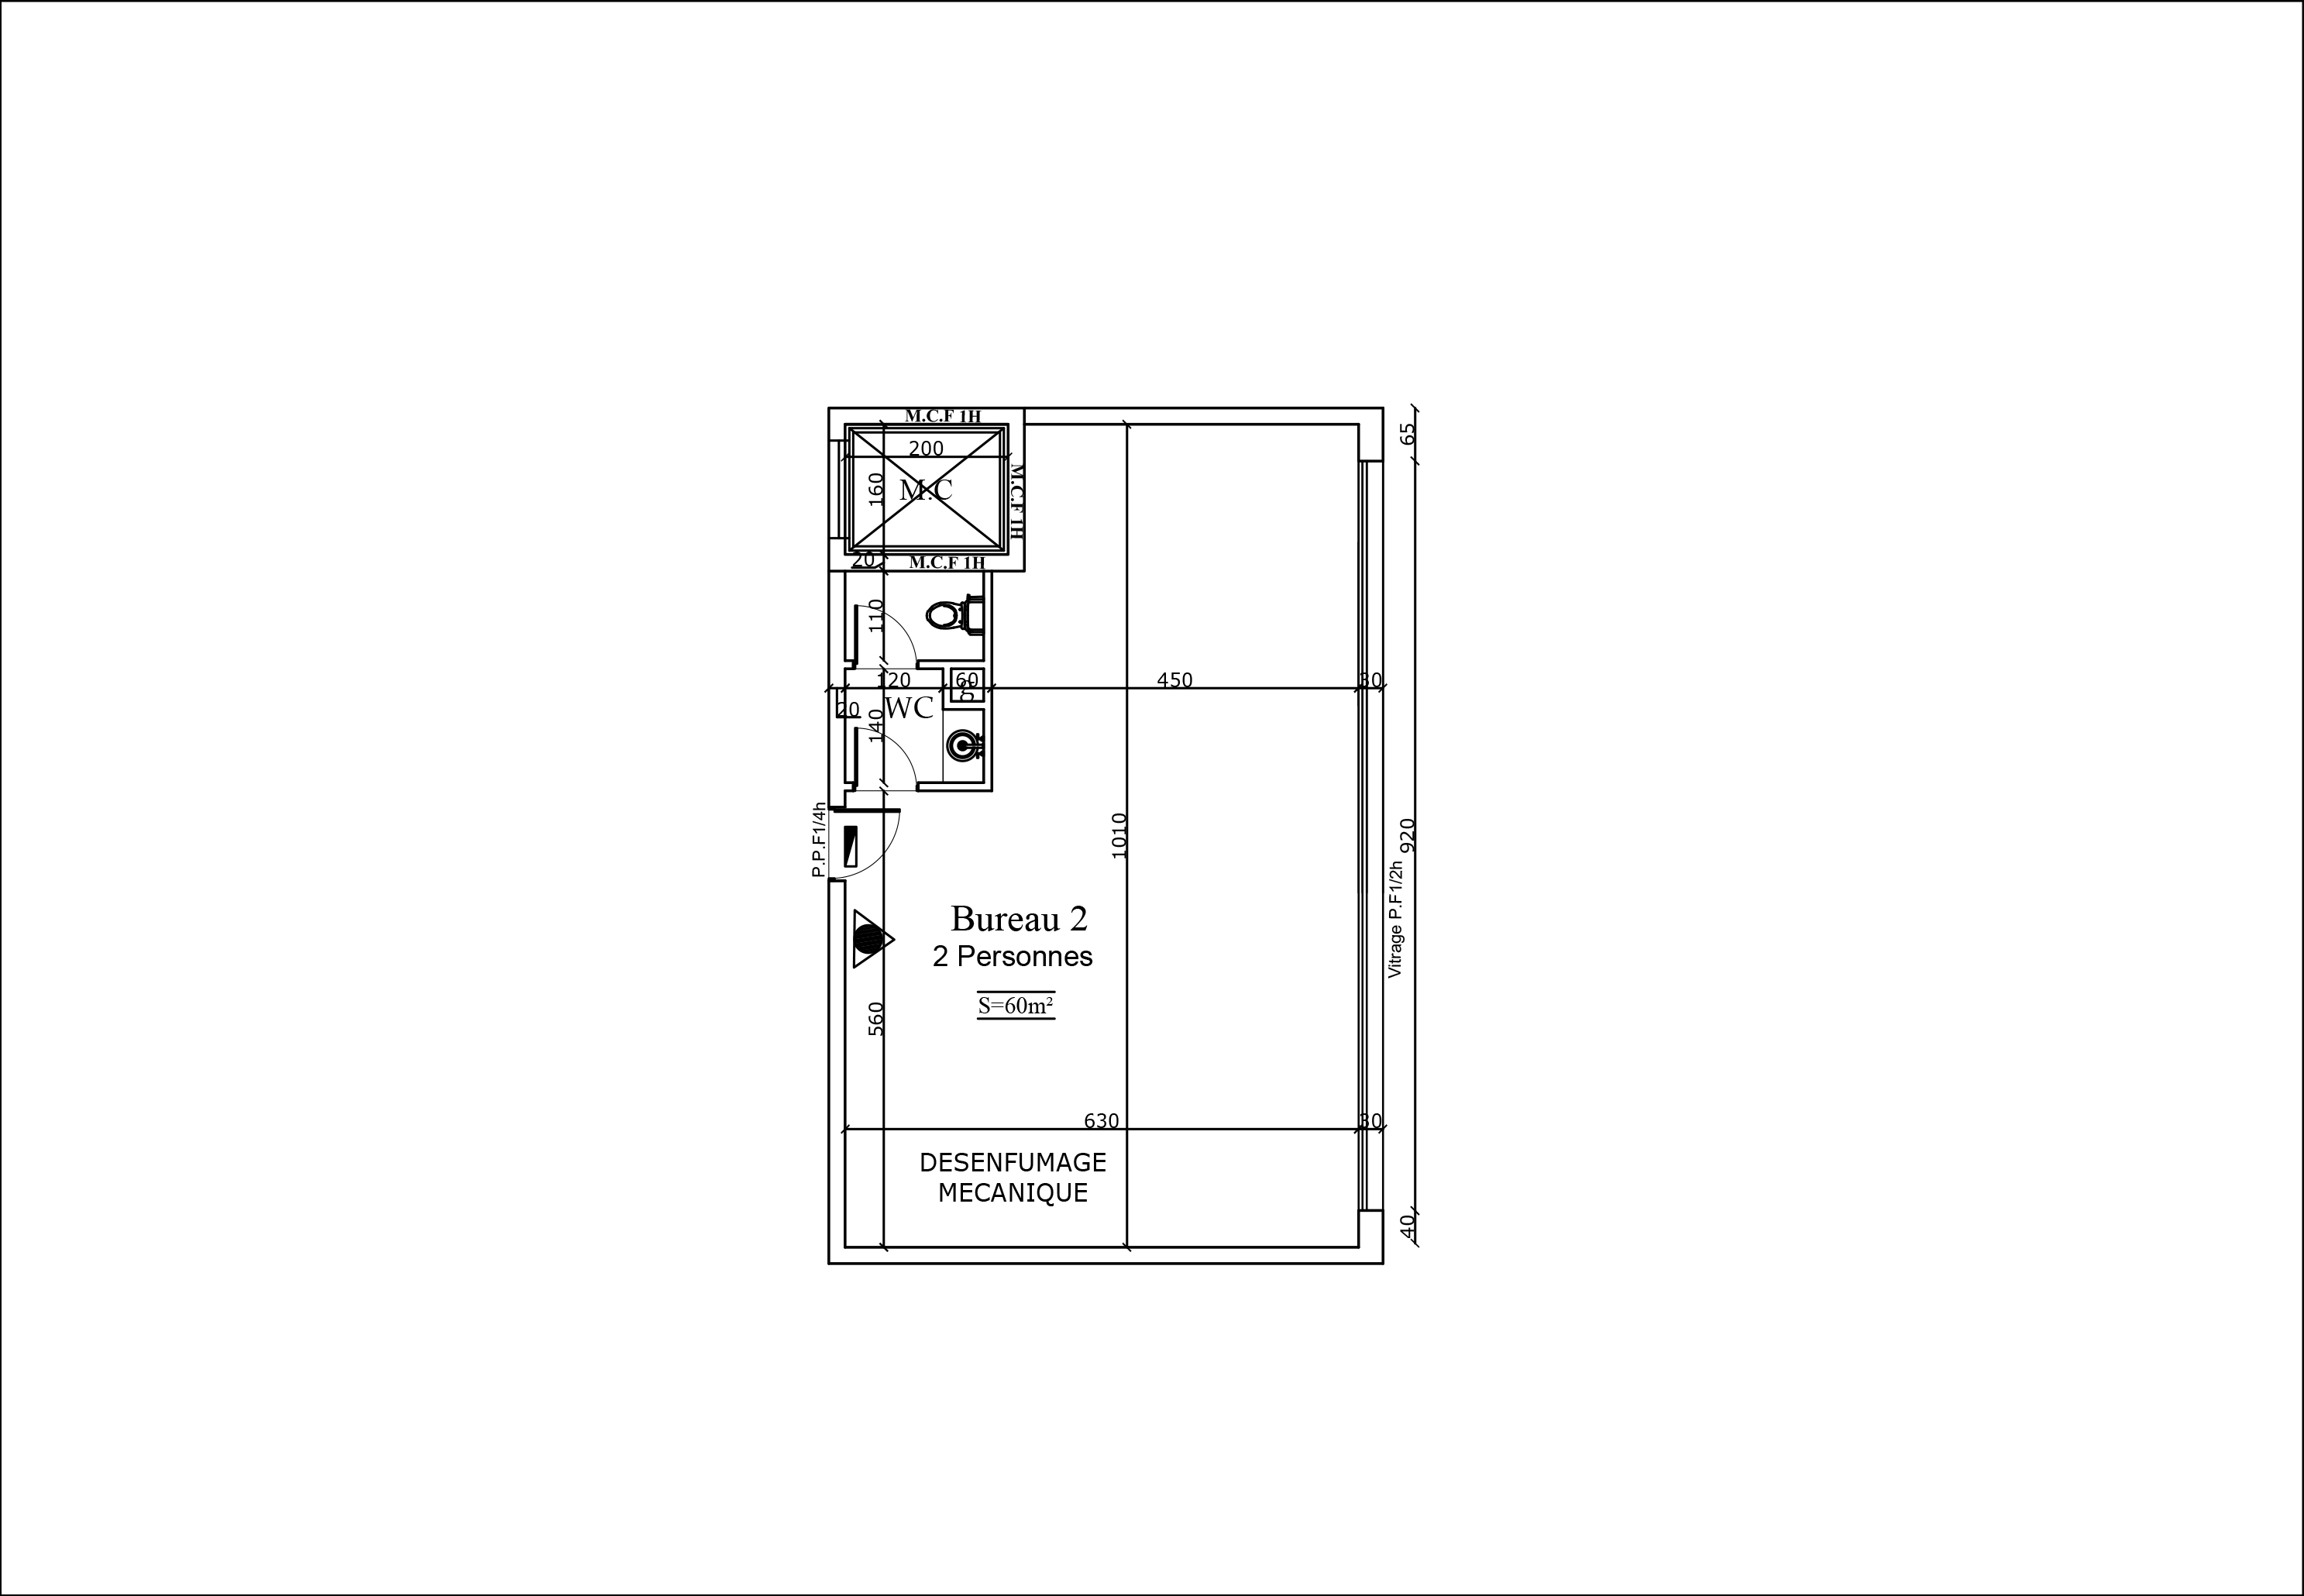 M.C.F 1H
65
200
160
M.C
M.C.F 1H
20
M.C.F 1H
110
120
60
450
30
g
20
WC
140
P.P.F1/4h
1010
920
Vitrage P.F1/2h
Bureau 2
2 Personnes
S=60m²
560
630
30
DESENFUMAGE
MECANIQUE
40